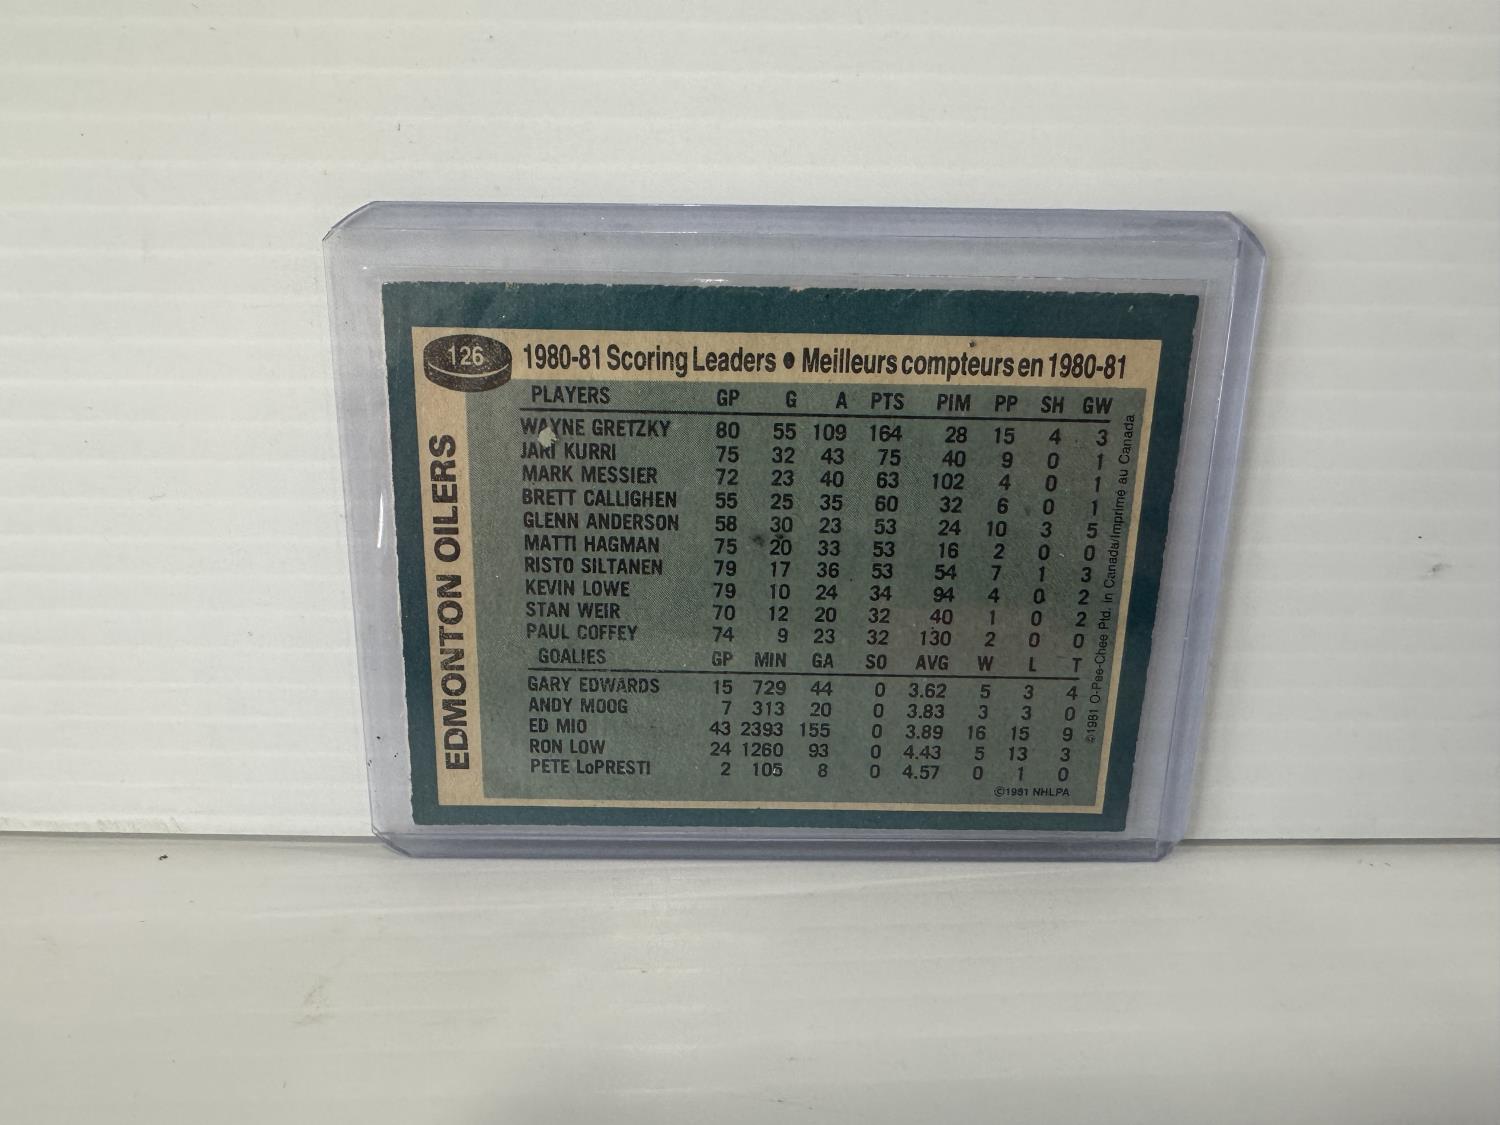 126
1980-81 Scoring Leaders • Meilleurs compteurs en 1980-81
EDMONTON OILERS
PLAYERS GP G A PTS PIM PP SH GW
WAYNE GRETZKY 80 55 109 164 28 15 4 3
JARI KURRI 75 32 43 75 40 9 0 1
MARK MESSIER 72 23 40 63 102 4 0 1
BRETT CALLIGHEN 55 25 35 60 32 6 0 1
GLENN ANDERSON 58 30 23 53 24 10 3 5
MATTI HAGMAN 75 20 33 53 16 2 0 0
RISTO SILTANEN 79 17 36 53 54 7 1 3
KEVIN LOWE 79 10 24 34 94 4 0 2
STAN WEIR 70 12 20 32 40 1 0 2
PAUL COFFEY 74 9 23 32 130 2 0 0
GOALIES GP MIN GA SO AVG W L T
GARY EDWARDS 15 729 44 0 3.62 5 3 4
ANDY MOOG 7 313 20 0 3.83 3 3 0
ED MIO 43 2393 155 0 3.89 16 15 9
RON LOW 24 1260 93 0 4.43 5 13 3
PETE LoPRESTI 2 105 8 0 4.57 0 1 0
©1981 NHLPA
©1981 O-Pee-Chee Ptd. in Canada/Imprimé au Canada